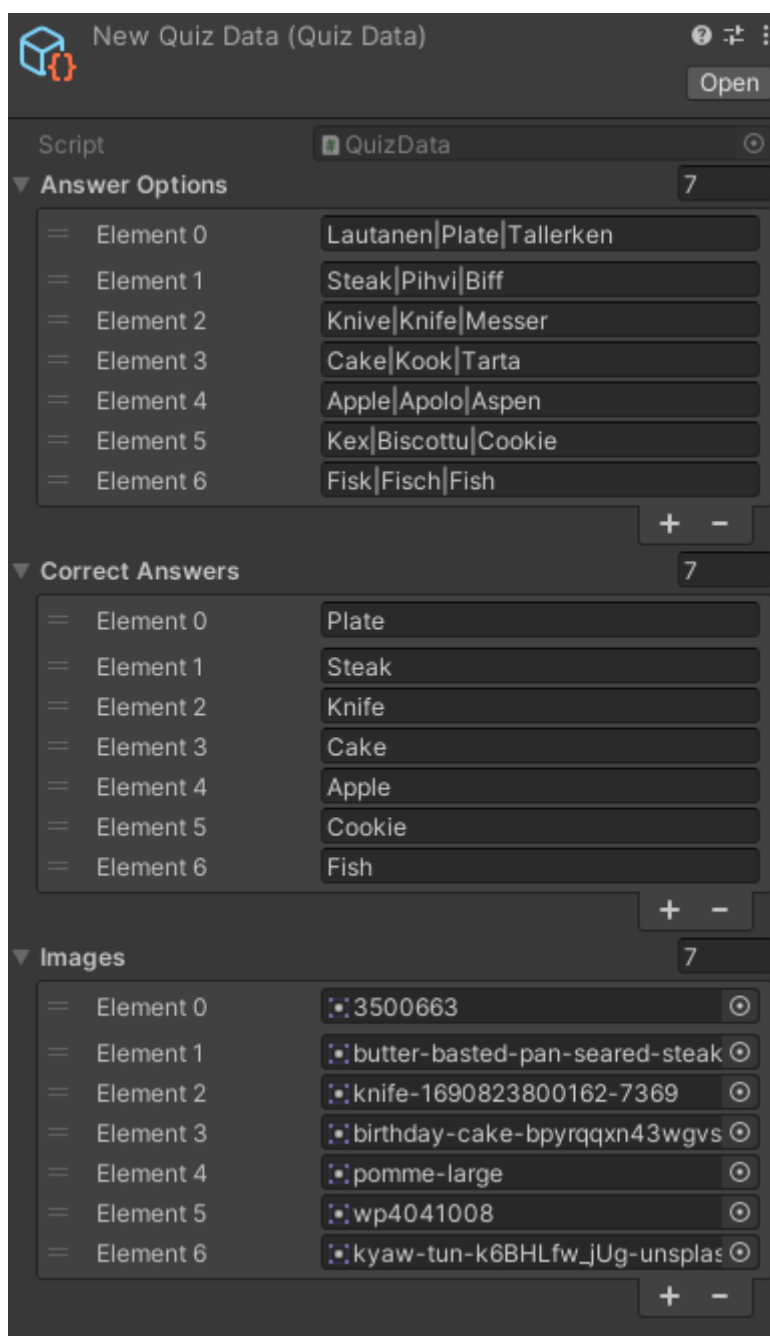 New Quiz Data (Quiz Data)
Open
Script QuizData
Answer Options 7
Element 0 Lautanen|Plate|Tallerken
Element 1 Steak|Pihvi|Biff
Element 2 Knive|Knife|Messer
Element 3 Cake|Kook|Tarta
Element 4 Apple|Apolo|Aspen
Element 5 Kex|Biscottu|Cookie
Element 6 Fisk|Fisch|Fish
+ -
Correct Answers 7
Element 0 Plate
Element 1 Steak
Element 2 Knife
Element 3 Cake
Element 4 Apple
Element 5 Cookie
Element 6 Fish
+ -
Images 7
Element 0 3500663
Element 1 butter-basted-pan-seared-steak
Element 2 knife-1690823800162-7369
Element 3 birthday-cake-bpyrqqxn43wgvs
Element 4 pomme-large
Element 5 wp4041008
Element 6 kyaw-tun-k6BHLfw_jUg-unsplas
+ -